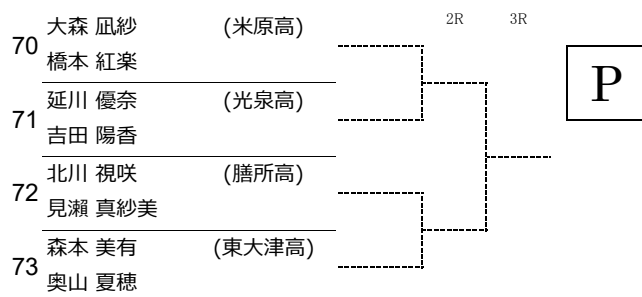 2R 3R
70 大森 凪紗 (米原高)
橋本 紅楽
71 延川 優奈 (光泉高)
吉田 陽香
72 北川 視咲 (膳所高)
見瀬 真紗美
73 森本 美有 (東大津高)
奥山 夏穂
P